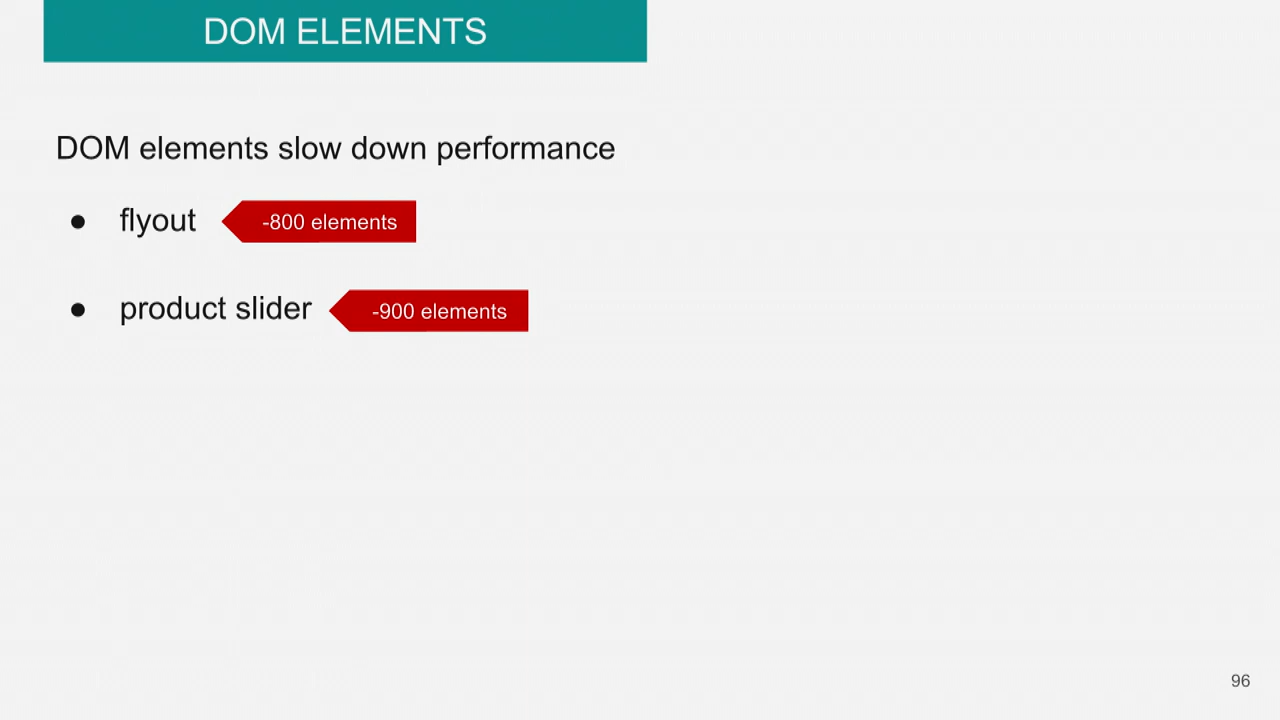 DOM ELEMENTS
DOM elements slow down performance
● flyout -800 elements
● product slider -900 elements
96